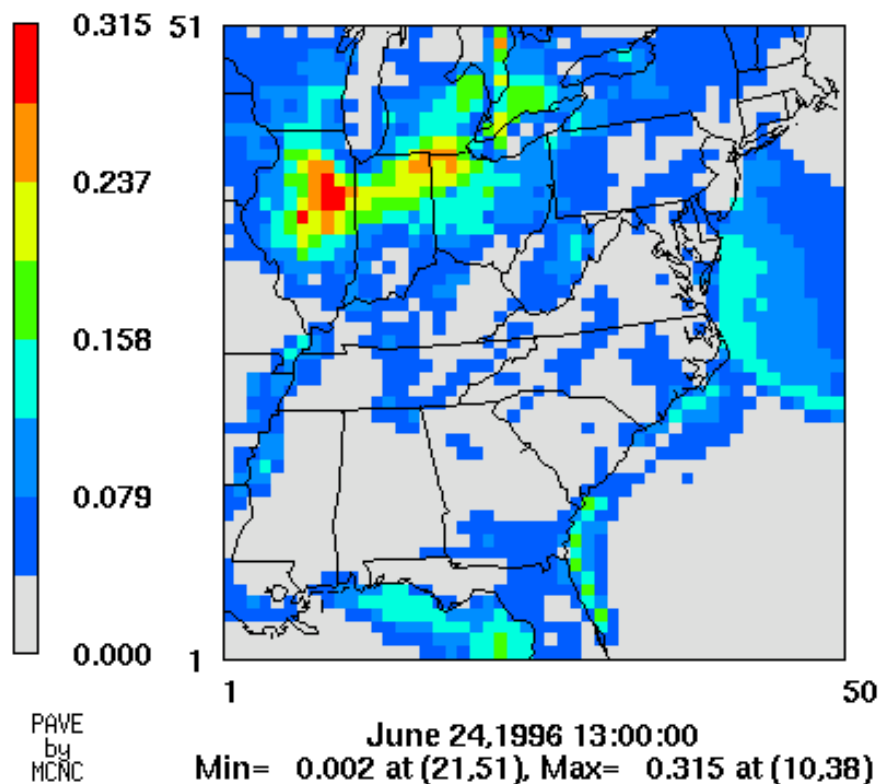 0.315
0.237
0.158
0.079
0.000
51
1
1
50
PAVE
by
MCNC
June 24,1996 13:00:00
Min= 0.002 at (21,51), Max= 0.315 at (10,38)